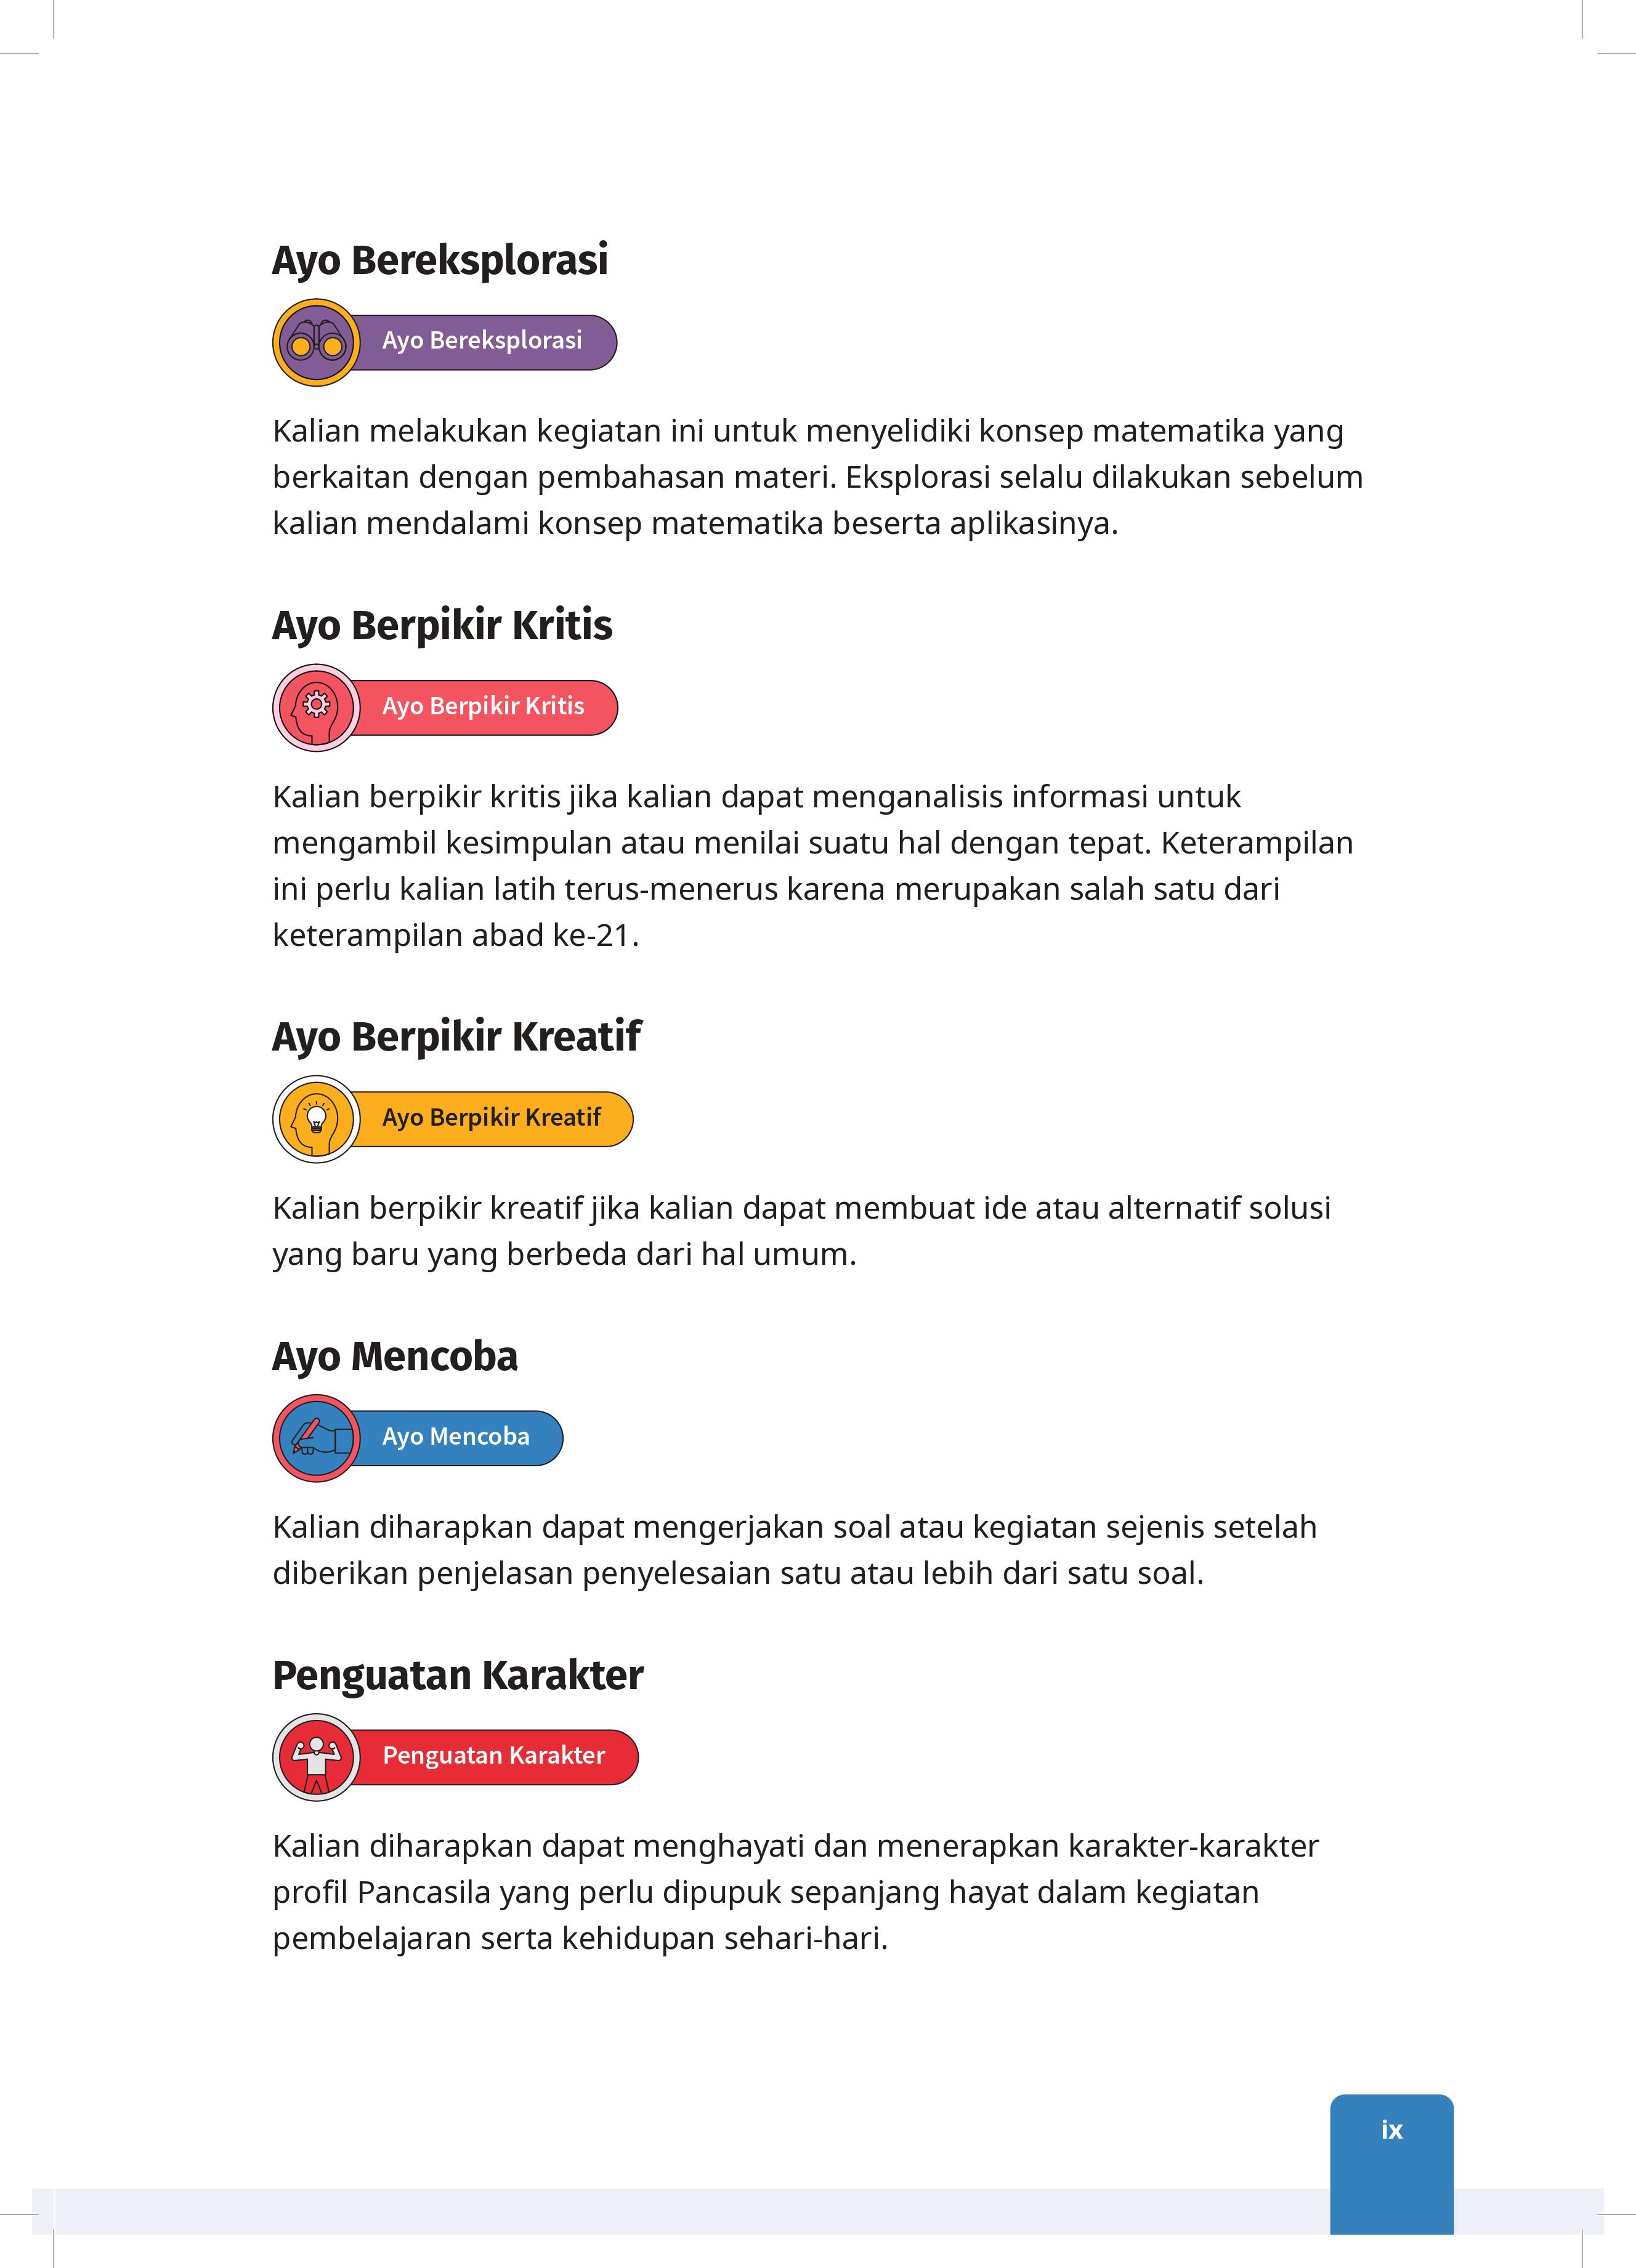 Ayo Bereksplorasi
Ayo Bereksplorasi
Kalian melakukan kegiatan ini untuk menyelidiki konsep matematika yang
berkaitan dengan pembahasan materi. Eksplorasi selalu dilakukan sebelum
kalian mendalami konsep matematika beserta aplikasinya.
Ayo Berpikir Kritis
Ayo Berpikir Kritis
Kalian berpikir kritis jika kalian dapat menganalisis informasi untuk
mengambil kesimpulan atau menilai suatu hal dengan tepat. Keterampilan
ini perlu kalian latih terus-menerus karena merupakan salah satu dari
keterampilan abad ke-21.
Ayo Berpikir Kreatif
Ayo Berpikir Kreatif
Kalian berpikir kreatif jika kalian dapat membuat ide atau alternatif solusi
yang baru yang berbeda dari hal umum.
Ayo Mencoba
Ayo Mencoba
Kalian diharapkan dapat mengerjakan soal atau kegiatan sejenis setelah
diberikan penjelasan penyelesaian satu atau lebih dari satu soal.
Penguatan Karakter
Penguatan Karakter
Kalian diharapkan dapat menghayati dan menerapkan karakter-karakter
profil Pancasila yang perlu dipupuk sepanjang hayat dalam kegiatan
pembelajaran serta kehidupan sehari-hari.
ix